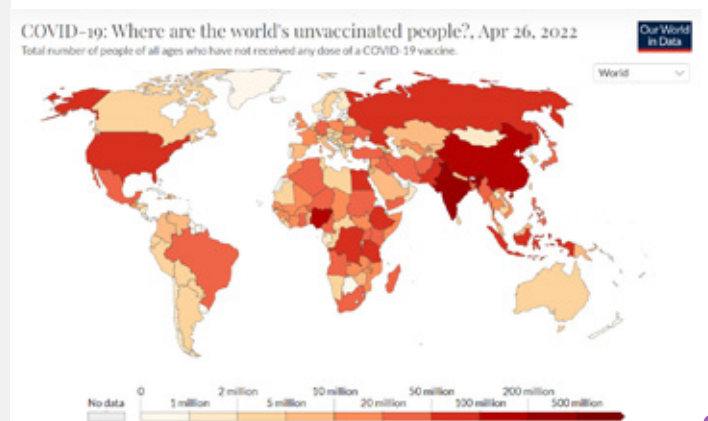 COVID-19: Where are the world's unvaccinated people?, Apr 26, 2022
Our World
in Data
Total number of people of all ages who have not received any dose of a COVID-19 vaccine.
World
No data
0
1 million
2 million
5 million
10 million
20 million
50 million
100 million
200 million
500 million